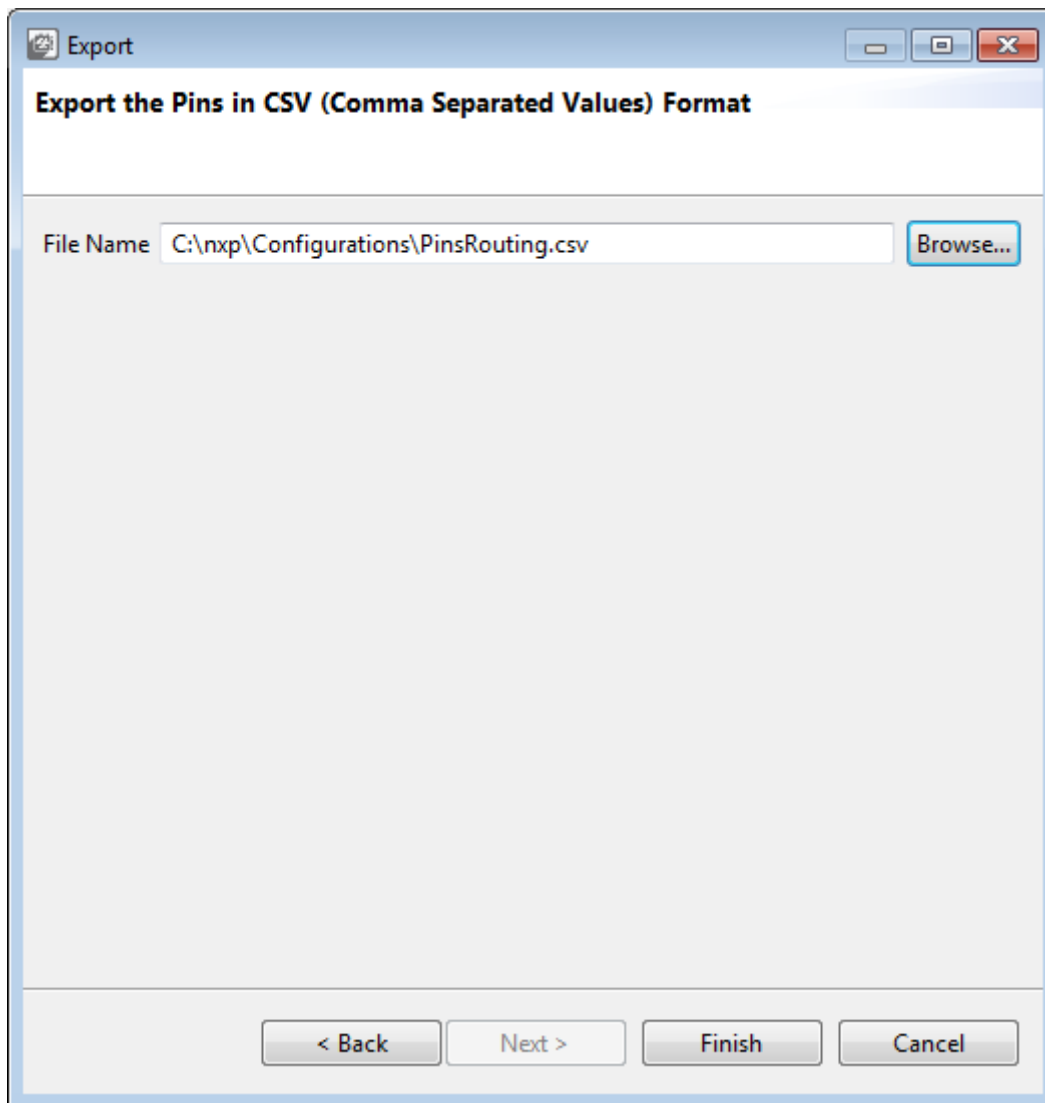 Export
Export the Pins in CSV (Comma Separated Values) Format
File Name C:\nxp\Configurations\PinsRouting.csv Browse...
< Back Next > Finish Cancel